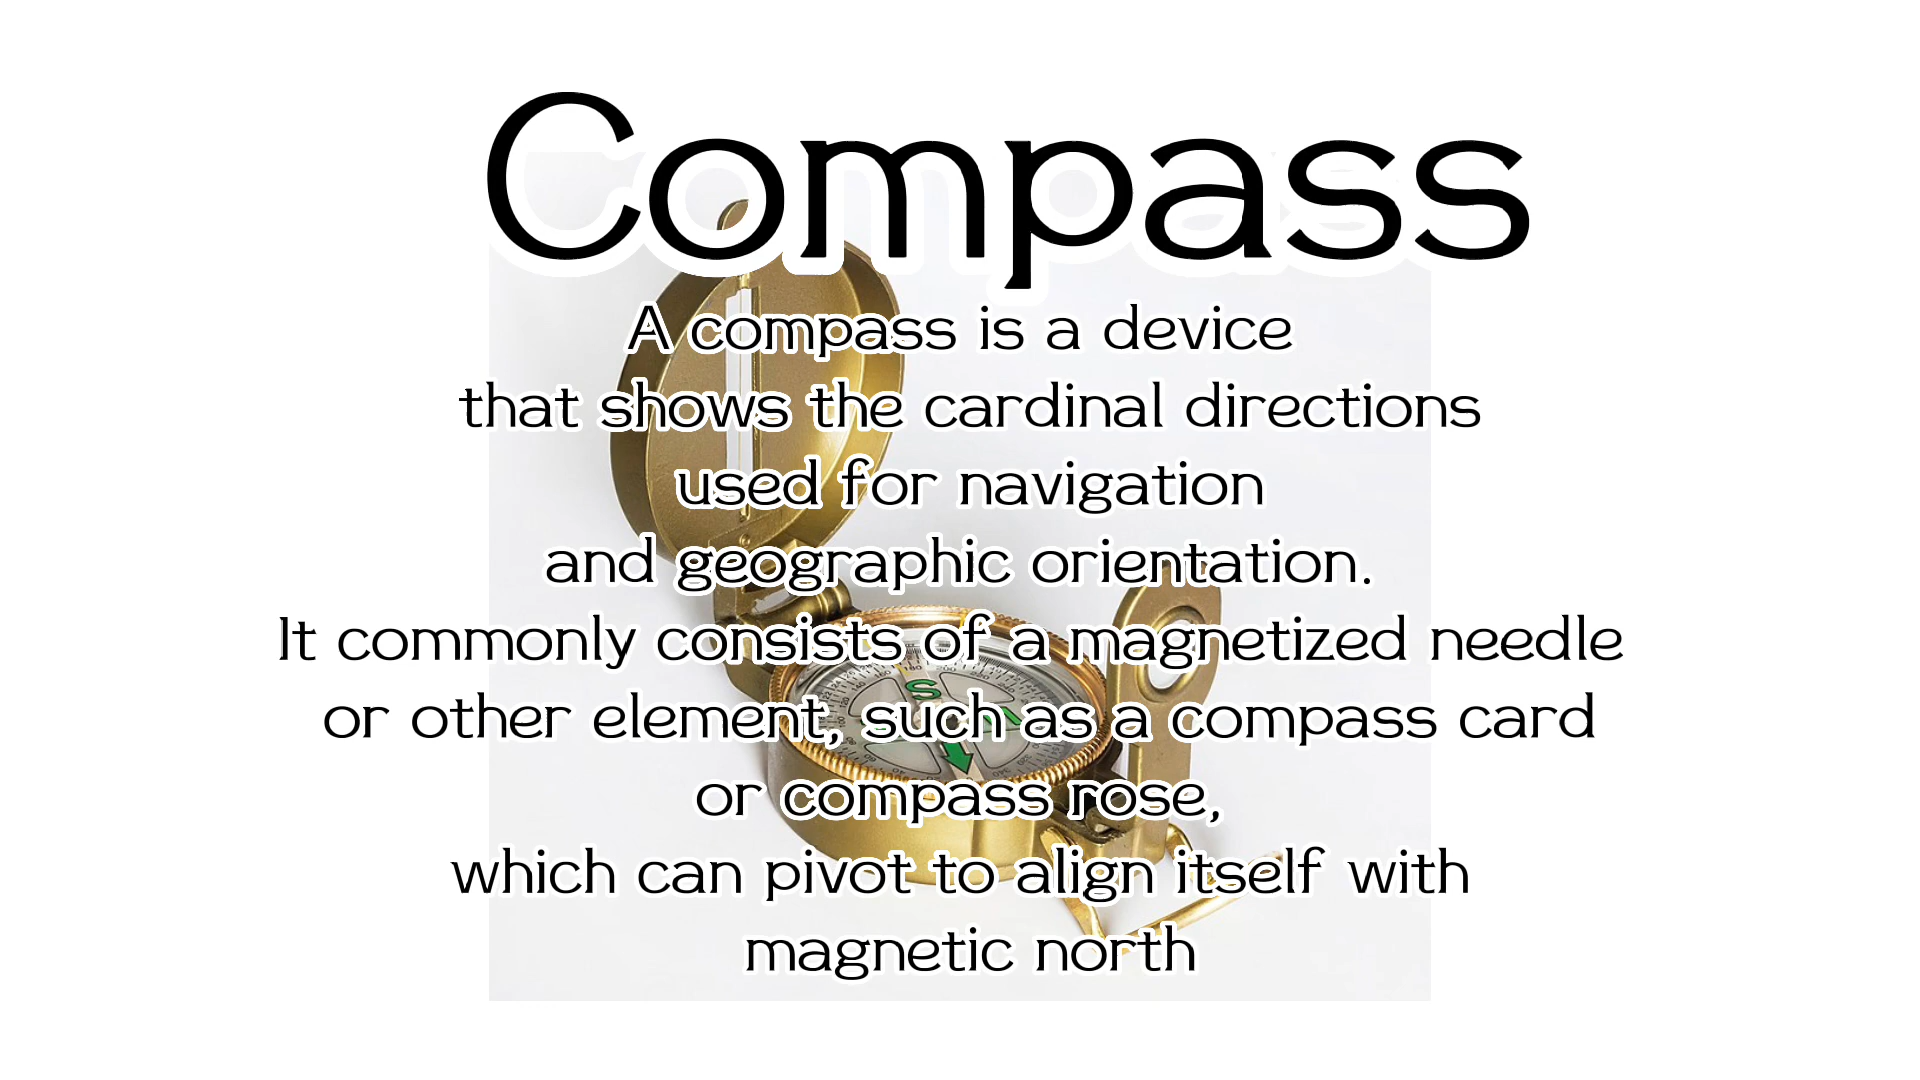 Compass
A compass is a device
that shows the cardinal directions
used for navigation
and geographic orientation.
It commonly consists of a magnetized needle
or other element, such as a compass card
or compass rose,
which can pivot to align itself with
magnetic north
S